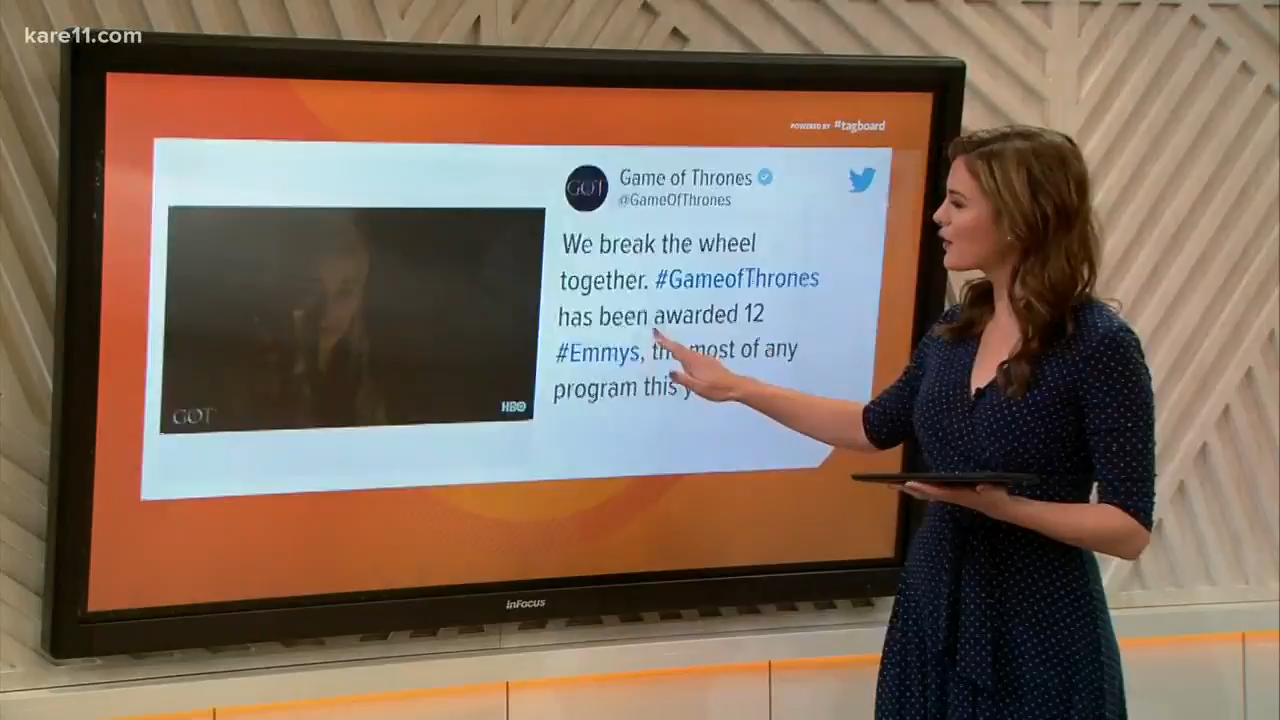 kare11.com
POWERED BY #tagboard
GOT
Game of Thrones
@GameOfThrones
We break the wheel
together. #GameofThrones
has been awarded 12
#Emmys, the most of any
program this
GOT
HBO
InFocus